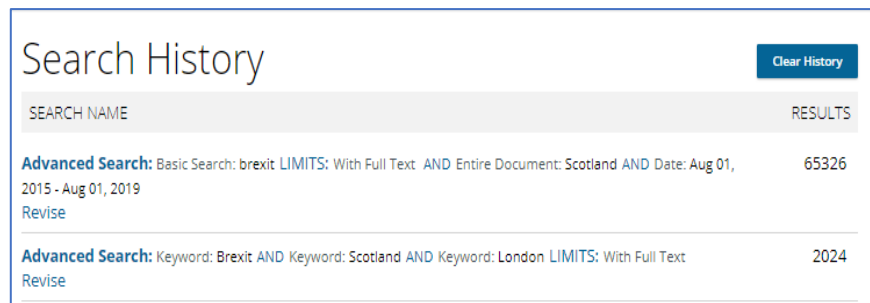 Search History
Clear History
SEARCH NAME RESULTS
Advanced Search: Basic Search: brexit LIMITS: With Full Text AND Entire Document: Scotland AND Date: Aug 01, 65326
2015 - Aug 01, 2019
Revise
Advanced Search: Keyword: Brexit AND Keyword: Scotland AND Keyword: London LIMITS: With Full Text 2024
Revise